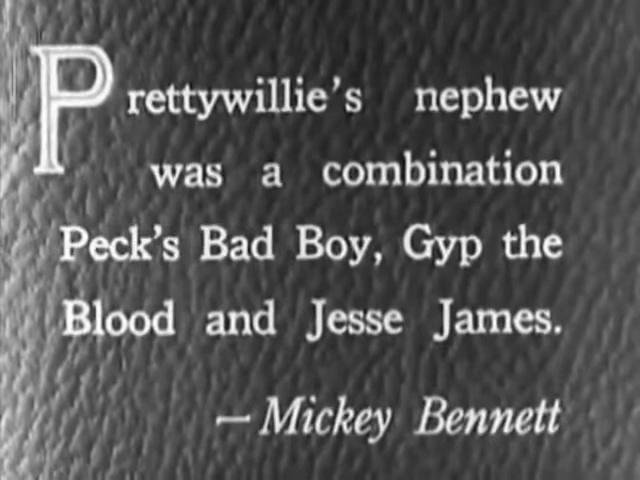 Prettywillie's nephew
was a combination
Peck's Bad Boy, Gyp the
Blood and Jesse James.
—Mickey Bennett